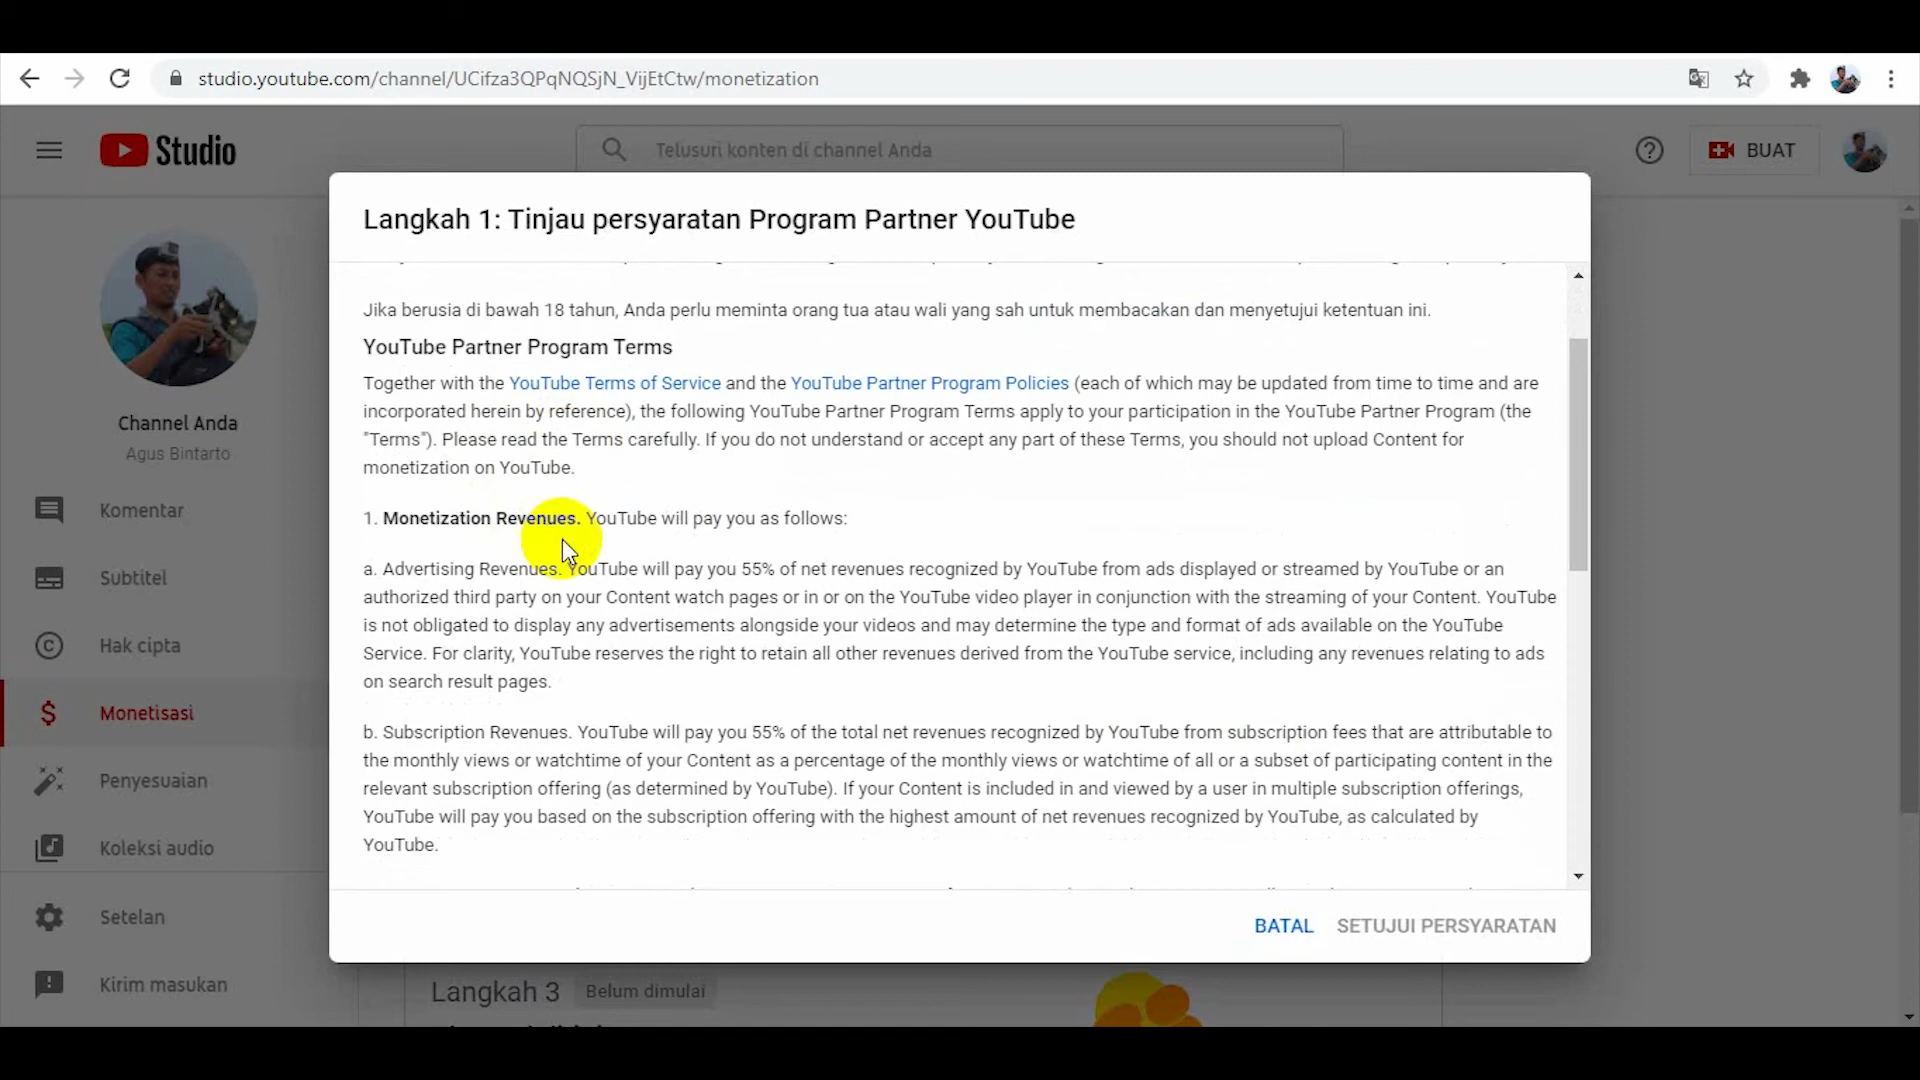 studio.youtube.com/channel/UCifza3QPqNQSjN_VijEtCtw/monetization
Studio
Telusuri konten di channel Anda
BUAT
Langkah 1: Tinjau persyaratan Program Partner YouTube
Jika berusia di bawah 18 tahun, Anda perlu meminta orang tua atau wali yang sah untuk membacakan dan menyetujui ketentuan ini.
YouTube Partner Program Terms
Together with the YouTube Terms of Service and the YouTube Partner Program Policies (each of which may be updated from time to time and are
incorporated herein by reference), the following YouTube Partner Program Terms apply to your participation in the YouTube Partner Program (the
"Terms"). Please read the Terms carefully. If you do not understand or accept any part of these Terms, you should not upload Content for
monetization on YouTube.
1. Monetization Revenues. YouTube will pay you as follows:
a. Advertising Revenues. YouTube will pay you 55% of net revenues recognized by YouTube from ads displayed or streamed by YouTube or an
authorized third party on your Content watch pages or in or on the YouTube video player in conjunction with the streaming of your Content. YouTube
is not obligated to display any advertisements alongside your videos and may determine the type and format of ads available on the YouTube
Service. For clarity, YouTube reserves the right to retain all other revenues derived from the YouTube service, including any revenues relating to ads
on search result pages.
b. Subscription Revenues. YouTube will pay you 55% of the total net revenues recognized by YouTube from subscription fees that are attributable to
the monthly views or watchtime of your Content as a percentage of the monthly views or watchtime of all or a subset of participating content in the
relevant subscription offering (as determined by YouTube). If your Content is included in and viewed by a user in multiple subscription offerings,
YouTube will pay you based on the subscription offering with the highest amount of net revenues recognized by YouTube, as calculated by
YouTube.
BATAL SETUJUI PERSYARATAN
Channel Anda
Agus Bintarto
Komentar
Subtitel
Hak cipta
Monetisasi
Penyesuaian
Koleksi audio
Setelan
Kirim masukan
Langkah 3 Belum dimulai